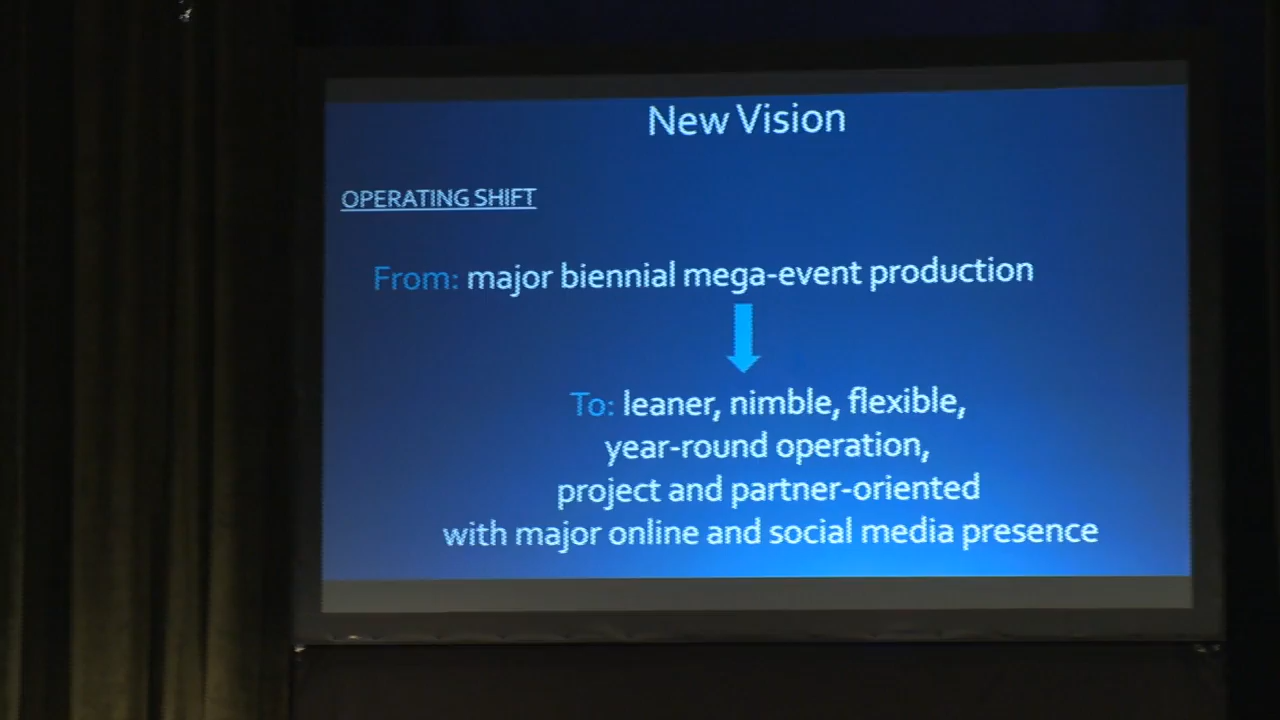 New Vision
OPERATING SHIFT
From: major biennial mega-event production
To: leaner, nimble, flexible,
year-round operation,
project and partner-oriented
with major online and social media presence